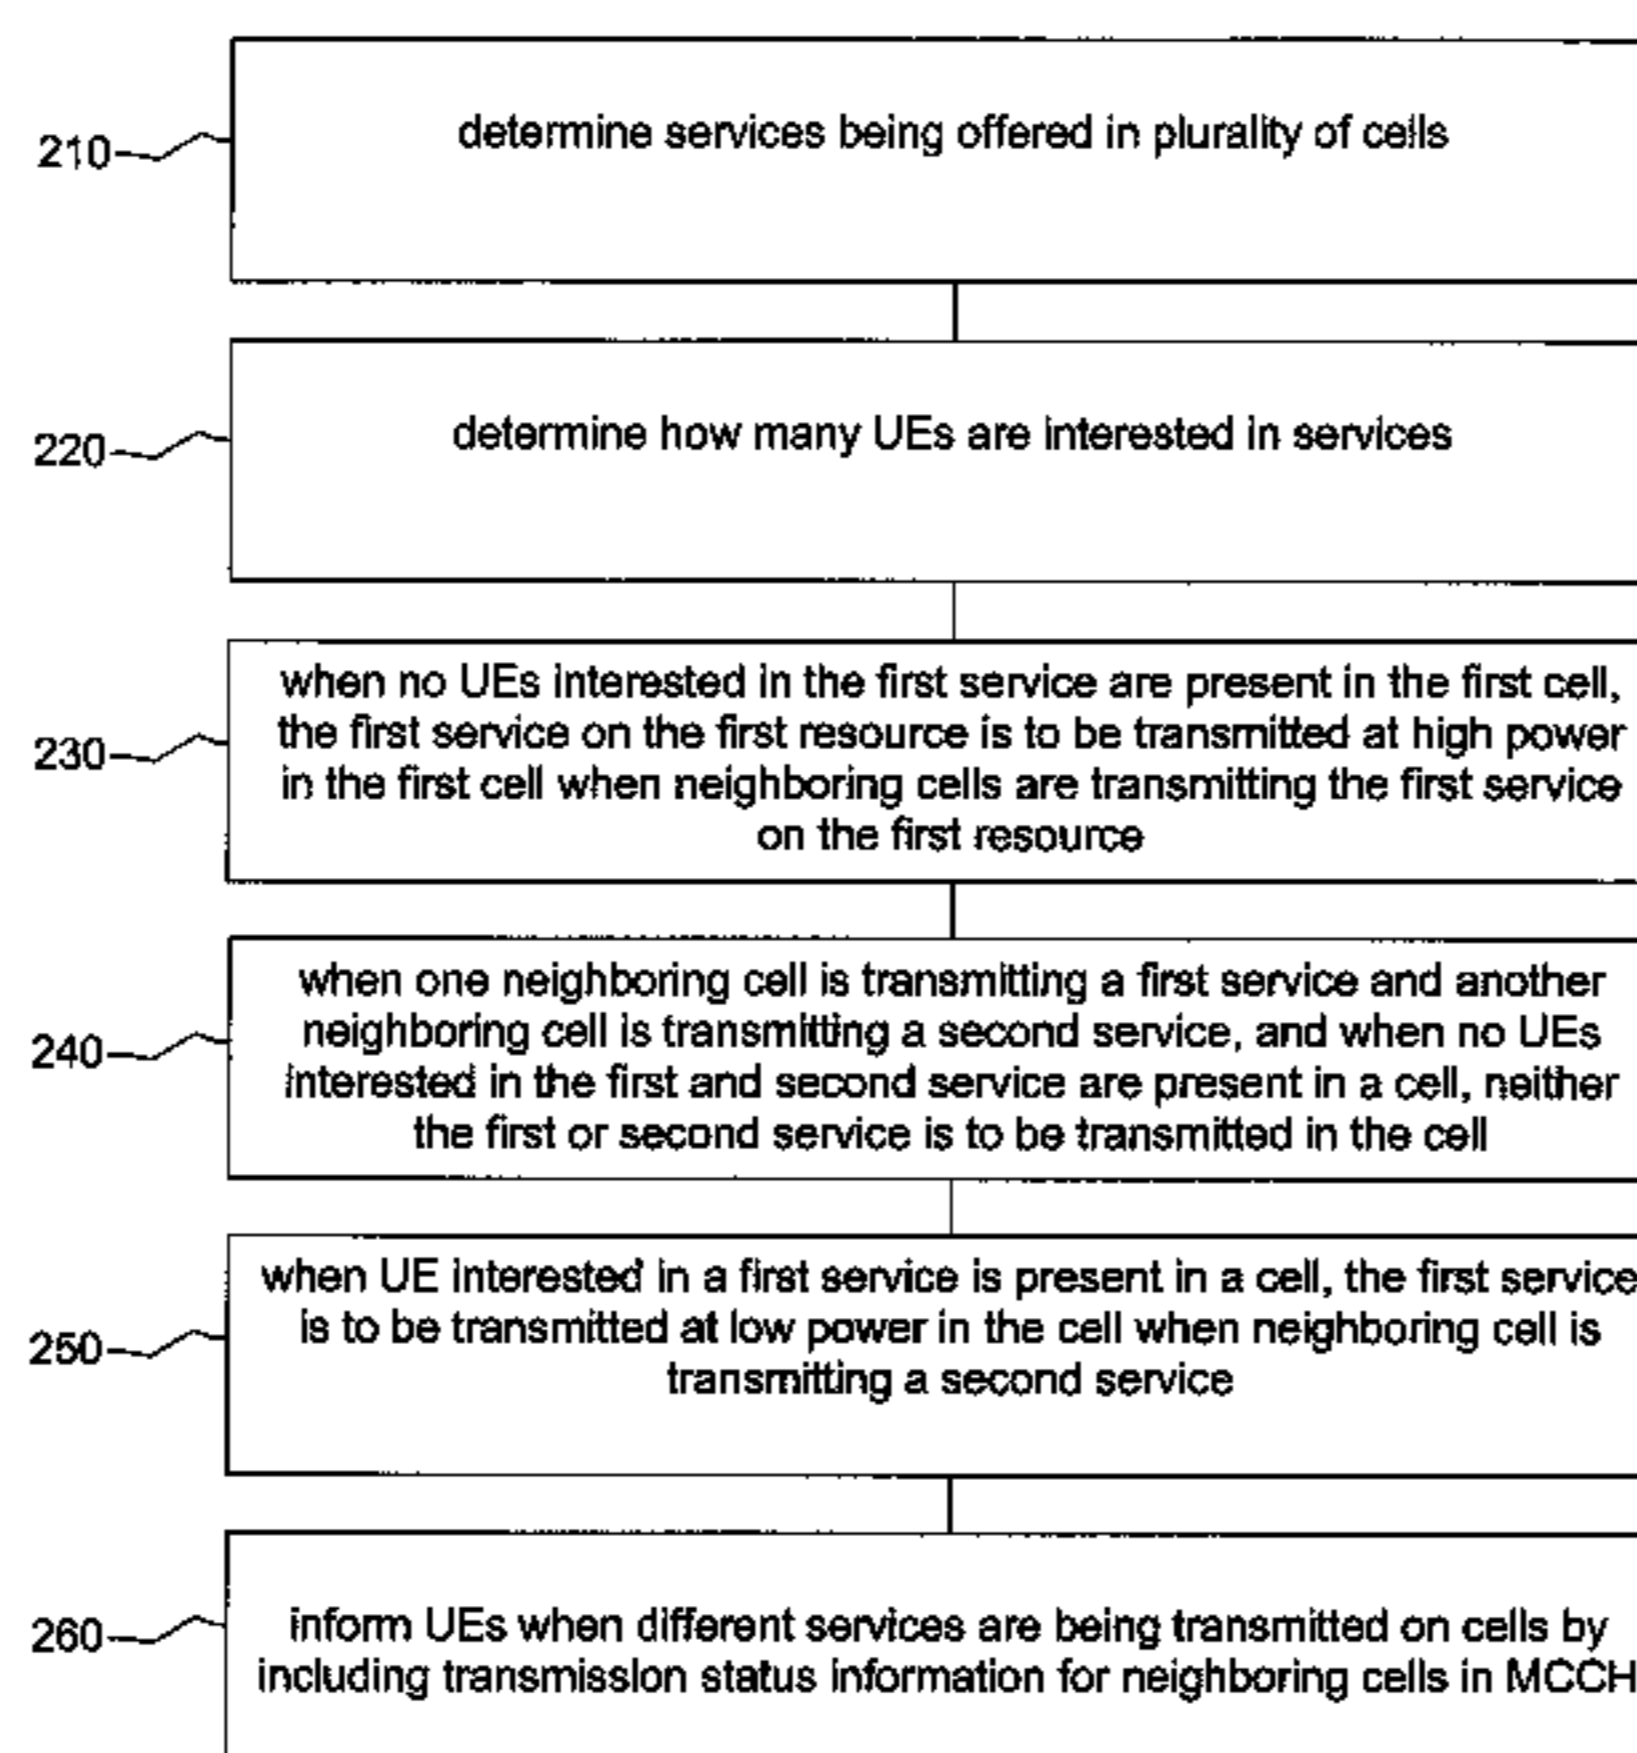 210
determine services being offered in plurality of cells
220
determine how many UEs are interested in services
230
when no UEs interested in the first service are present in the first cell,
the first service on the first resource is to be transmitted at high power
in the first cell when neighboring cells are transmitting the first service
on the first resource
240
when one neighboring cell is transmitting a first service and another
neighboring cell is transmitting a second service, and when no UEs
interested in the first and second service are present in a cell, neither
the first or second service is to be transmitted in the cell
250
when UE interested in a first service is present in a cell, the first service
is to be transmitted at low power in the cell when neighboring cell is
transmitting a second service
260
inform UEs when different services are being transmitted on cells by
including transmission status information for neighboring cells in MCCH